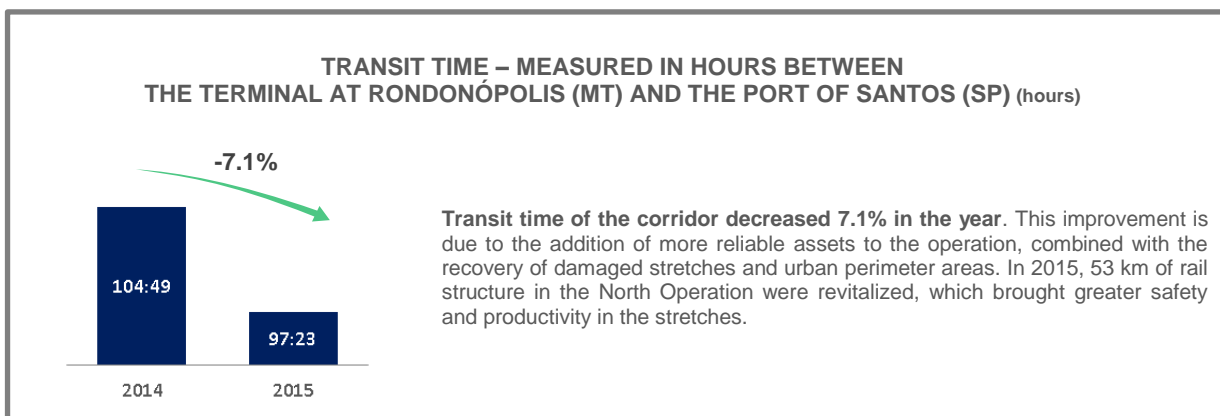 TRANSIT TIME – MEASURED IN HOURS BETWEEN
THE TERMINAL AT RONDONÓPOLIS (MT) AND THE PORT OF SANTOS (SP) (hours)
-7.1%
104:49
97:23
2014 2015
Transit time of the corridor decreased 7.1% in the year. This improvement is
due to the addition of more reliable assets to the operation, combined with the
recovery of damaged stretches and urban perimeter areas. In 2015, 53 km of rail
structure in the North Operation were revitalized, which brought greater safety
and productivity in the stretches.